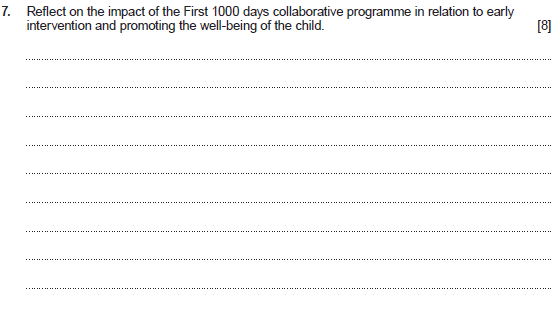 7. Reflect on the impact of the First 1000 days collaborative programme in relation to early
intervention and promoting the well-being of the child. [8]